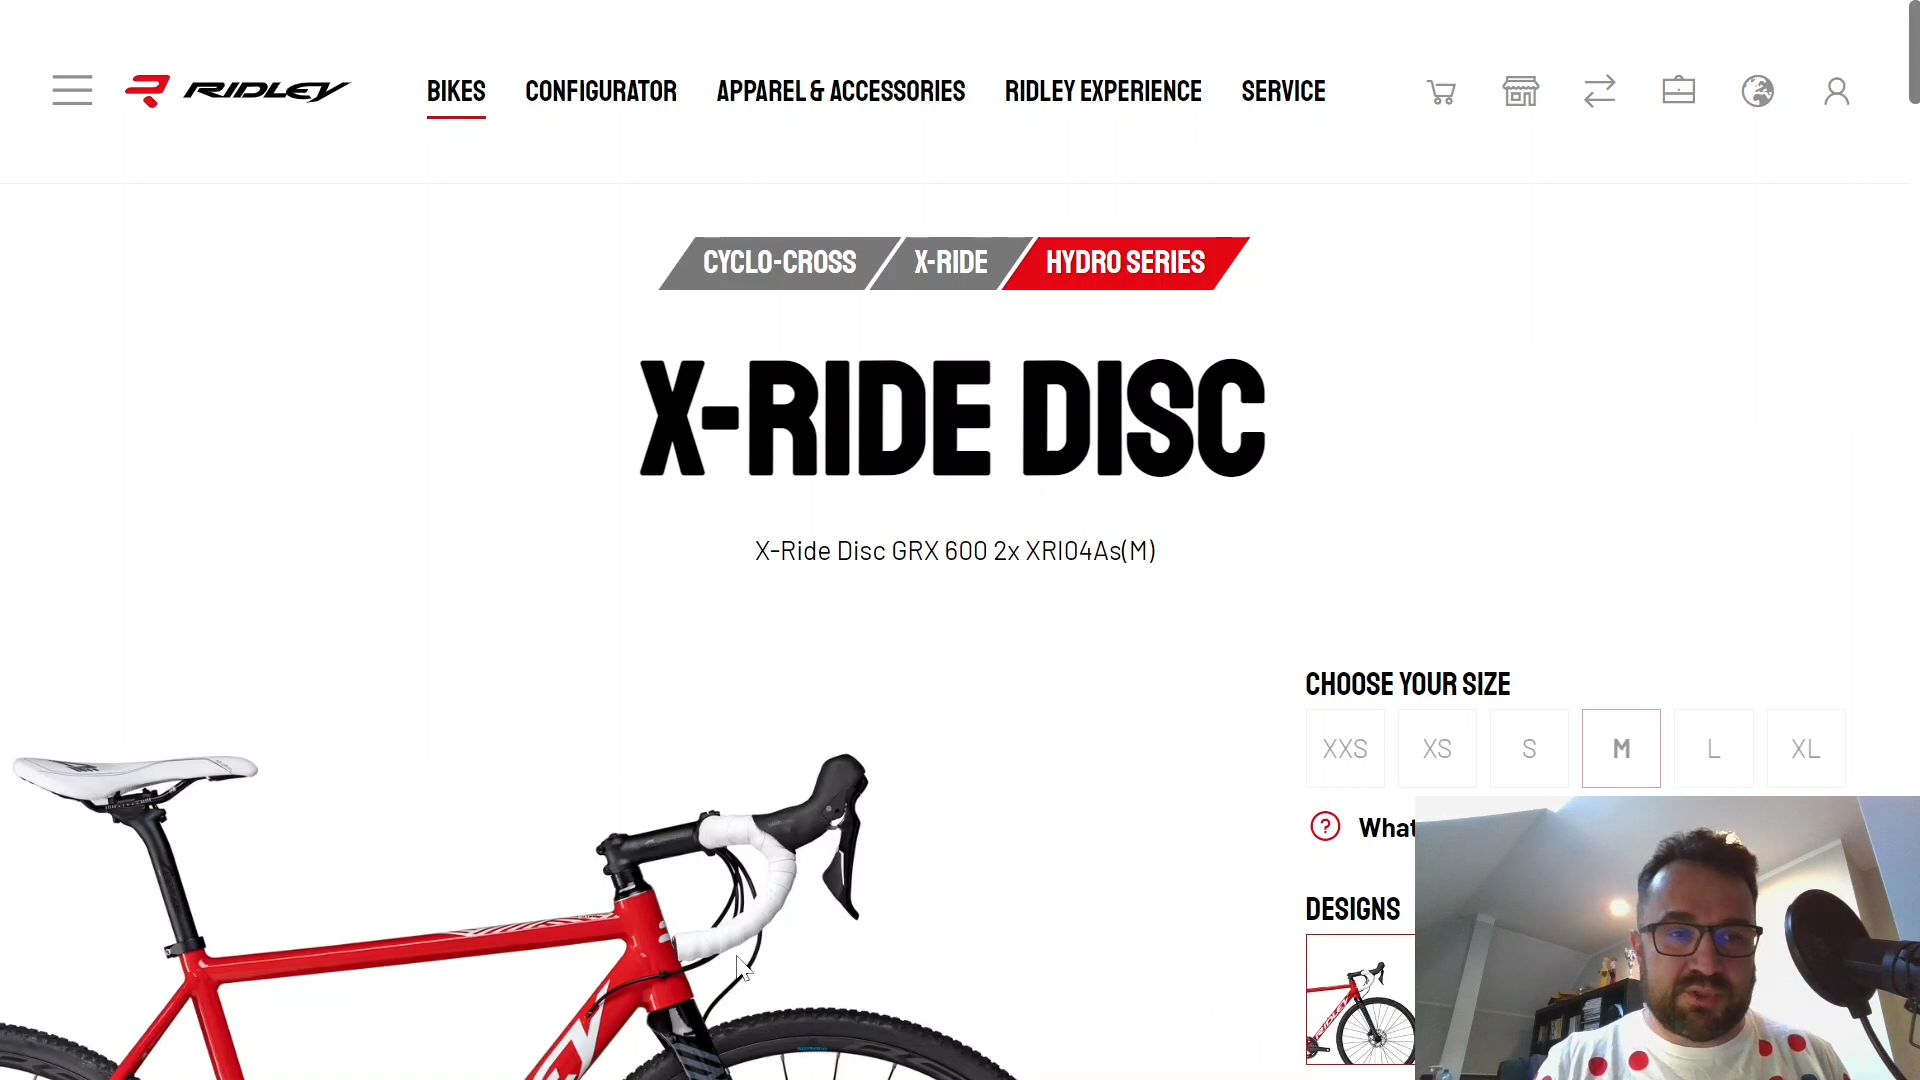 RIDLEY
BIKES
CONFIGURATOR
APPAREL & ACCESSORIES
RIDLEY EXPERIENCE
SERVICE
CYCLO-CROSS
X-RIDE
HYDRO SERIES
X-RIDE DISC
X-Ride Disc GRX 600 2x XRI04As(M)
CHOOSE YOUR SIZE
XXS
XS
S
M
L
XL
? What
DESIGNS